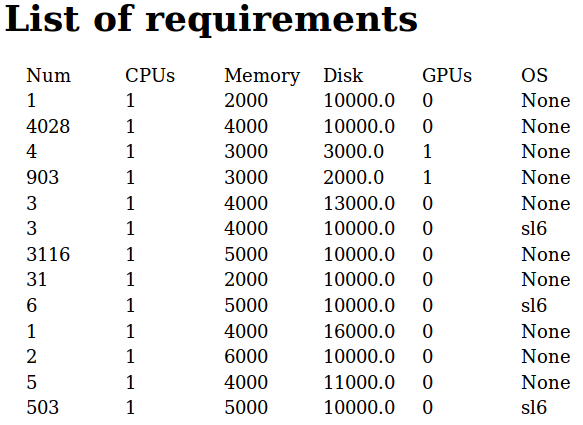 List of requirements
Num CPUs Memory Disk GPUs OS
1 1 2000 10000.0 0 None
4028 1 4000 10000.0 0 None
4 1 3000 3000.0 1 None
903 1 3000 2000.0 1 None
3 1 4000 13000.0 0 None
3 1 4000 10000.0 0 sl6
3116 1 5000 10000.0 0 None
31 1 2000 10000.0 0 None
6 1 5000 10000.0 0 sl6
1 1 4000 16000.0 0 None
2 1 6000 10000.0 0 None
5 1 4000 11000.0 0 None
503 1 5000 10000.0 0 sl6